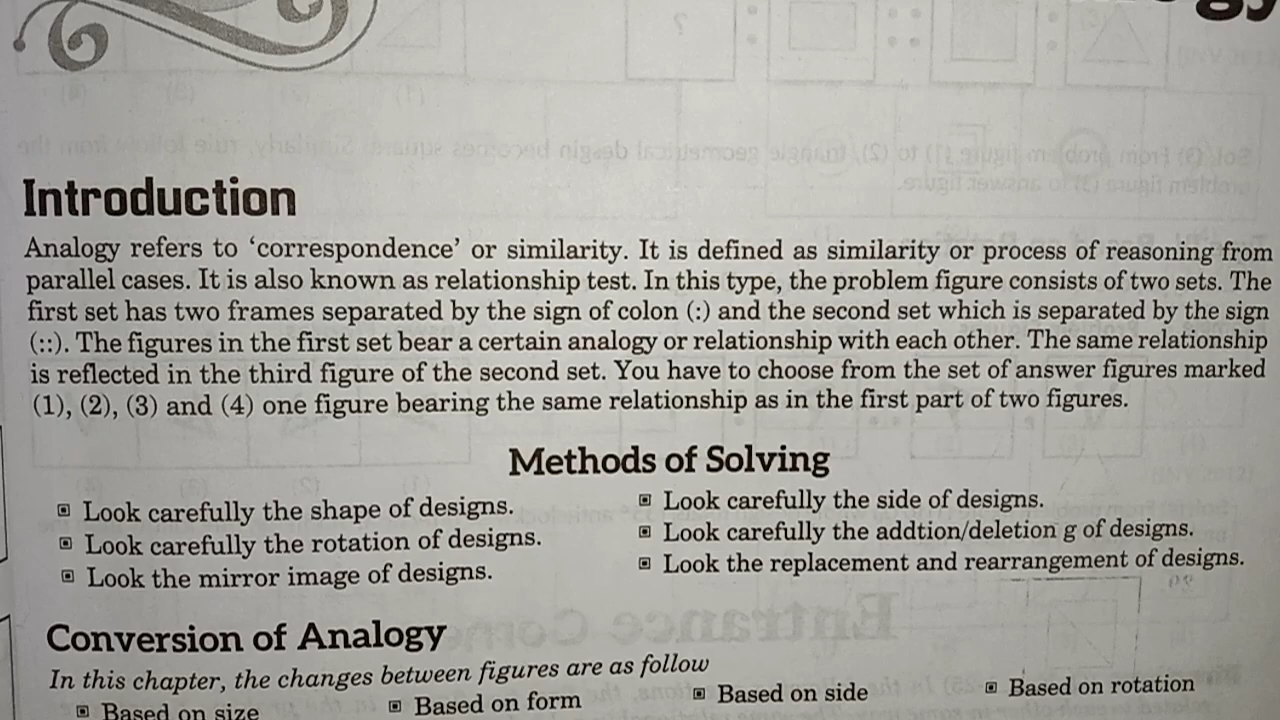 gy
Introduction
Analogy refers to ‘correspondence’ or similarity. It is defined as similarity or process of reasoning from
parallel cases. It is also known as relationship test. In this type, the problem figure consists of two sets. The
first set has two frames separated by the sign of colon (:) and the second set which is separated by the sign
(::). The figures in the first set bear a certain analogy or relationship with each other. The same relationship
is reflected in the third figure of the second set. You have to choose from the set of answer figures marked
(1), (2), (3) and (4) one figure bearing the same relationship as in the first part of two figures.
Methods of Solving
Look carefully the shape of designs.
Look carefully the rotation of designs.
Look the mirror image of designs.
Look carefully the side of designs.
Look carefully the addtion/deletion g of designs.
Look the replacement and rearrangement of designs.
Conversion of Analogy
In this chapter, the changes between figures are as follow
Based on size
Based on form
Based on side
Based on rotation